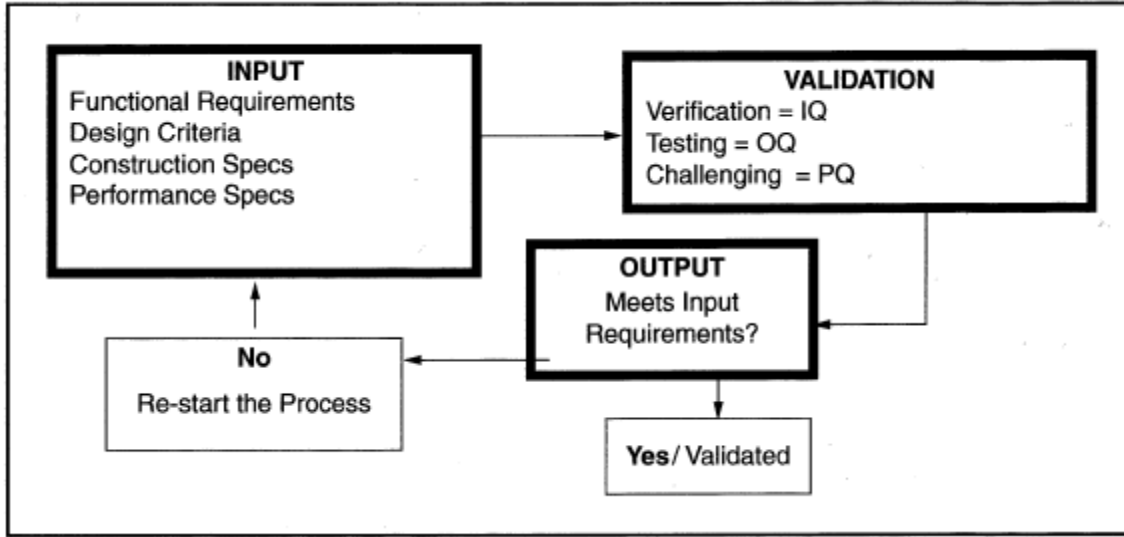 INPUT
Functional Requirements
Design Criteria
Construction Specs
Performance Specs
VALIDATION
Verification = IQ
Testing = OQ
Challenging = PQ
OUTPUT
Meets Input
Requirements?
No
Re-start the Process
Yes/ Validated